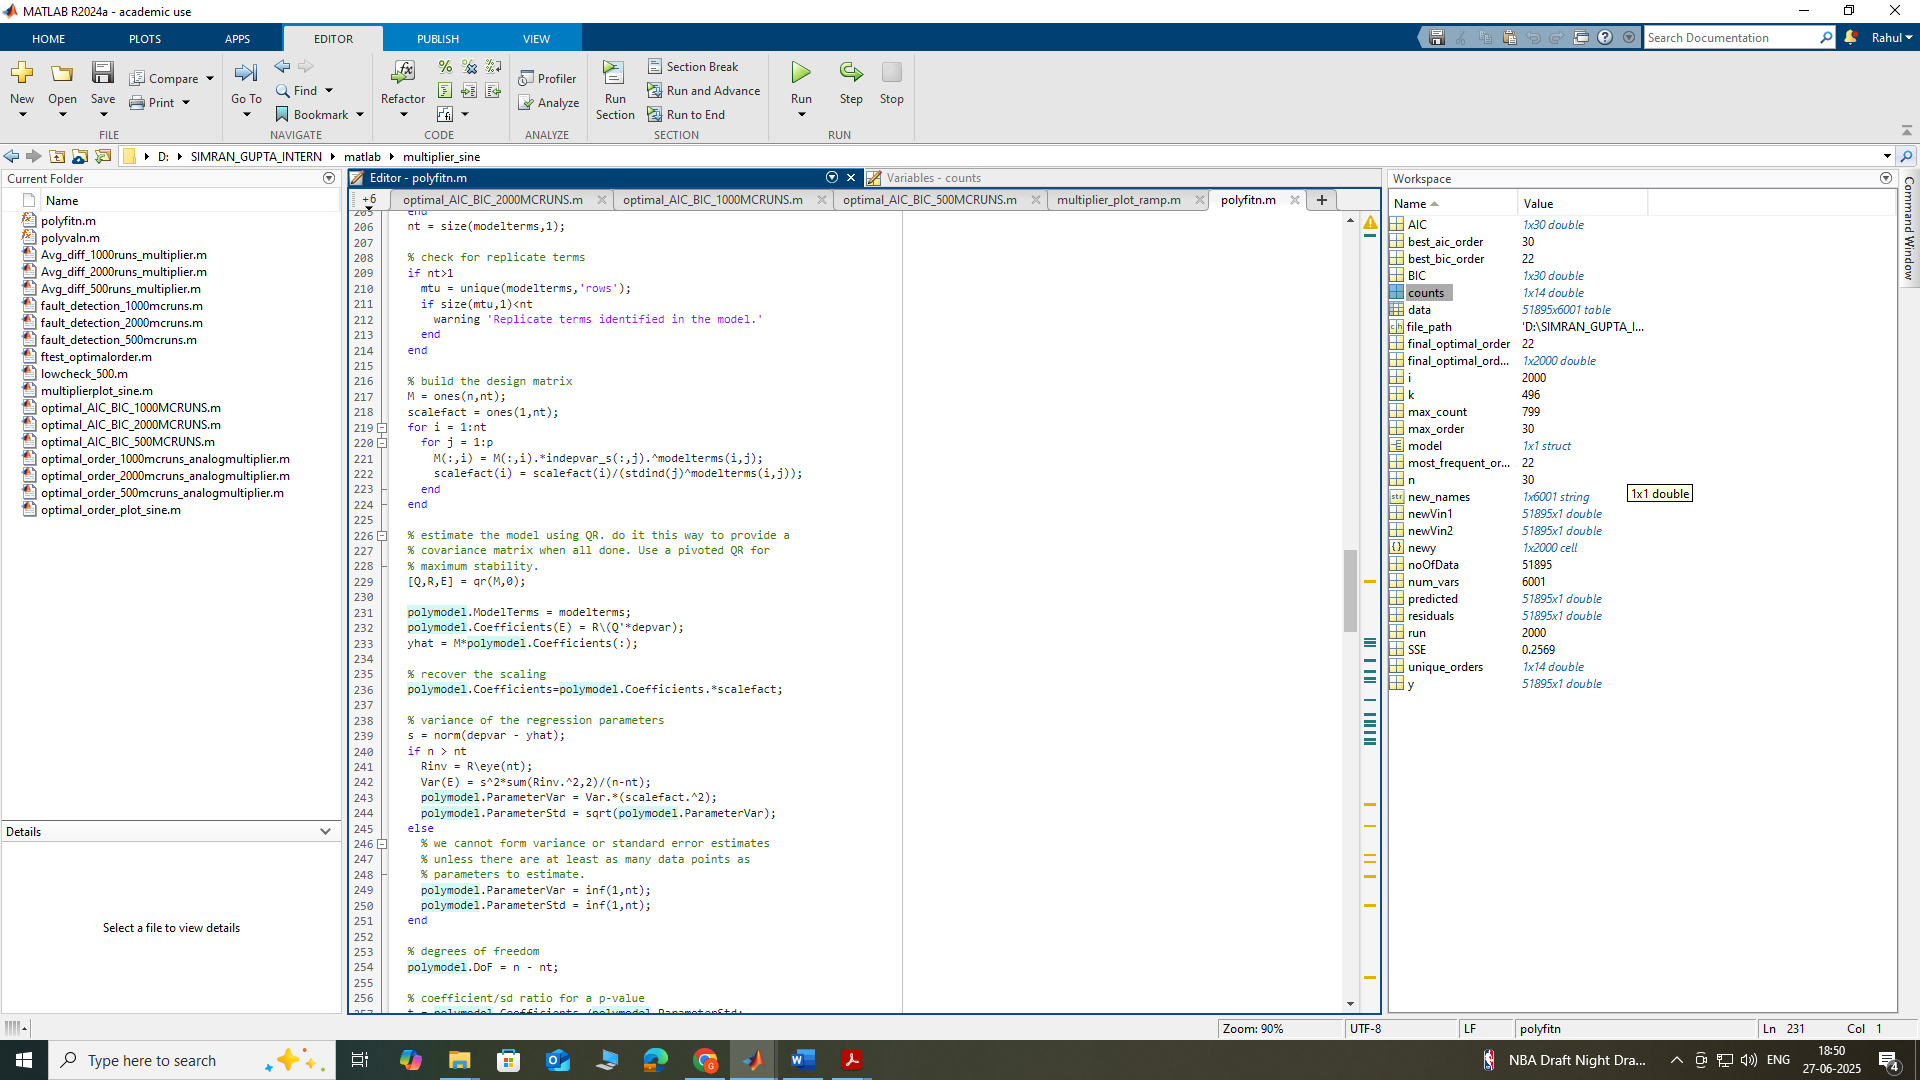 MATLAB R2024a - academic use
HOME PLOTS APPS EDITOR PUBLISH VIEW
Search Documentation
Rahul
New Open Save Compare Print
FILE
Go To Find Bookmark
NAVIGATE
Refactor
CODE
Profiler Analyze
ANALYZE
Run Section Section Break Run and Advance Run to End
SECTION
Run Step Stop
RUN
D: SIMRAN_GUPTA_INTERN matlab multiplier_sine
Current Folder
Name
polyfitn.m
polyvaln.m
Avg_diff_1000runs_multiplier.m
Avg_diff_2000runs_multiplier.m
Avg_diff_500runs_multiplier.m
fault_detection_1000mcruns.m
fault_detection_2000mcruns.m
fault_detection_500mcruns.m
ftest_optimalorder.m
lowcheck_500.m
multiplierplot_sine.m
optimal_AIC_BIC_1000MCRUNS.m
optimal_AIC_BIC_2000MCRUNS.m
optimal_AIC_BIC_500MCRUNS.m
optimal_order_1000mcruns_analogmultiplier.m
optimal_order_2000mcruns_analogmultiplier.m
optimal_order_500mcruns_analogmultiplier.m
optimal_order_plot_sine.m
Details
Select a file to view details
Editor - polyfitn.m
Variables - counts
+6 optimal_AIC_BIC_2000MCRUNS.m optimal_AIC_BIC_1000MCRUNS.m optimal_AIC_BIC_500MCRUNS.m multiplier_plot_ramp.m polyfitn.m
205 end
206 nt = size(modelterms,1);
207
208 % check for replicate terms
209 if nt>1
210 mtu = unique(modelterms,'rows');
211 if size(mtu,1)<nt
212 warning 'Replicate terms identified in the model.'
213 end
214 end
215
216 % build the design matrix
217 M = ones(n,nt);
218 scalefact = ones(1,nt);
219 for i = 1:nt
220 for j = 1:p
221 M(:,i) = M(:,i).*indepvar_s(:,j).^modelterms(i,j);
222 scalefact(i) = scalefact(i)/(stdind(j)^modelterms(i,j));
223 end
224 end
225
226 % estimate the model using QR. do it this way to provide a
227 % covariance matrix when all done. Use a pivoted QR for
228 % maximum stability.
229 [Q,R,E] = qr(M,0);
230
231 polymodel.ModelTerms = modelterms;
232 polymodel.Coefficients(E) = R\(Q'*depvar);
233 yhat = M*polymodel.Coefficients(:);
234
235 % recover the scaling
236 polymodel.Coefficients=polymodel.Coefficients.*scalefact;
237
238 % variance of the regression parameters
239 s = norm(depvar - yhat);
240 if n > nt
241 Rinv = R\eye(nt);
242 Var(E) = s^2*sum(Rinv.^2,2)/(n-nt);
243 polymodel.ParameterVar = Var.*(scalefact.^2);
244 polymodel.ParameterStd = sqrt(polymodel.ParameterVar);
245 else
246 % we cannot form variance or standard error estimates
247 % unless there are at least as many data points as
248 % parameters to estimate.
249 polymodel.ParameterVar = inf(1,nt);
250 polymodel.ParameterStd = inf(1,nt);
251 end
252
253 % degrees of freedom
254 polymodel.DoF = n - nt;
255
256 % coefficient/sd ratio for a p-value
257 t = polymodel.Coefficients./polymodel.ParameterStd;
Workspace
Name Value
AIC 1x30 double
best_aic_order 30
best_bic_order 22
BIC 1x30 double
counts 1x14 double
data 51895x6001 table
file_path 'D:\SIMRAN_GUPTA_I...
final_optimal_order 22
final_optimal_ord... 1x2000 double
i 2000
k 496
max_count 799
max_order 30
model 1x1 struct
most_frequent_or... 22
n 30
new_names 1x6001 string
newVin1 51895x1 double
newVin2 51895x1 double
newy 1x2000 cell
noOfData 51895
num_vars 6001
predicted 51895x1 double
residuals 51895x1 double
run 2000
SSE 0.2569
unique_orders 1x14 double
y 51895x1 double
1x1 double
Command Window
Zoom: 90% UTF-8 LF polyfitn Ln 231 Col 1
Type here to search
NBA Draft Night Dra...
ENG
18:50
27-06-2025
4